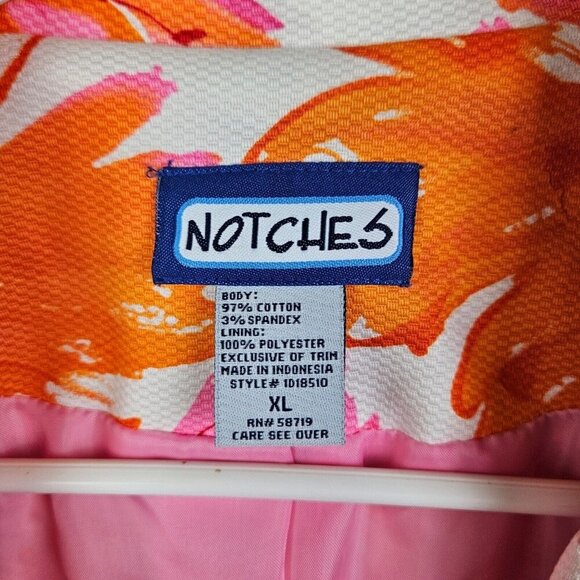 NOTCHES
BODY:
97% COTTON
3% SPANDEX
LINING:
100% POLYESTER
EXCLUSIVE OF TRIM
MADE IN INDONESIA
STYLE# 1D18510
XL
RN# 58719
CARE SEE OVER